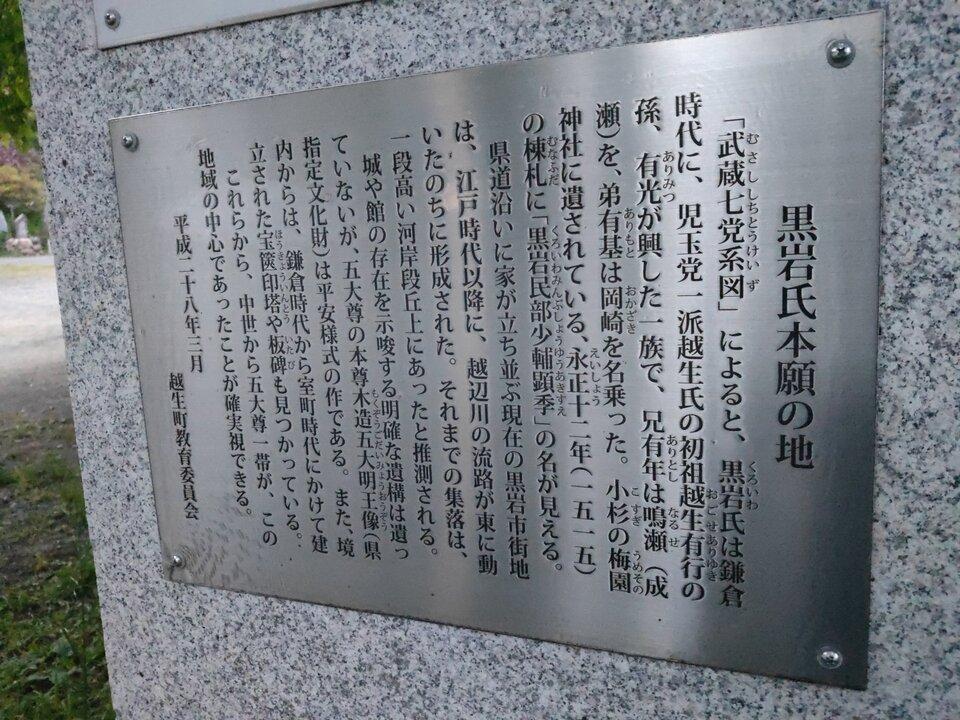 黒岩氏本願の地
「武蔵七党系図」によると、黒岩氏は鎌倉
時代に、児玉党一派越生氏の初祖越生有行の
孫、有光が興した一族で、兄有年は鳴瀬（成
瀬）を、弟有基は岡崎を名乗った。小杉の梅園
神社に遺されている、永正十二年（一五一五）
の棟札に「黒岩民部少輔顕季」の名が見える。
県道沿いに家が立ち並ぶ現在の黒岩市街地
は、江戸時代以降に、越辺川の流路が東に動
いたのちに形成された。それまでの集落は、
一段高い河岸段丘上にあったと推測される。
城や館の存在を示唆する明確な遺構は遺っ
ていないが、五大尊の本尊木造五大明王像（県
指定文化財）は平安様式の作である。また、境
内からは、鎌倉時代から室町時代にかけて建
立された宝篋印塔や板碑も見つかっている。
これらから、中世から五大尊一帯が、この
地域の中心であったことが確実視できる。
平成二十八年三月　越生町教育委員会